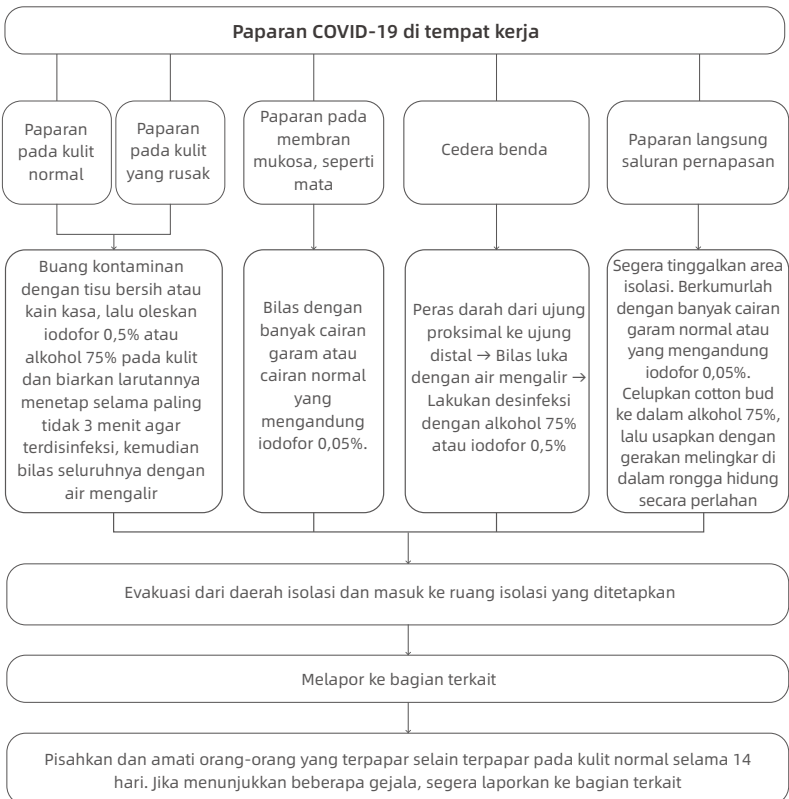 Paparan COVID-19 di tempat kerja
Paparan
pada kulit
normal
Paparan
pada kulit
yang rusak
Paparan pada
membran
mukosa, seperti
mata
Cedera benda
Paparan langsung
saluran pernapasan
Buang kontaminan
dengan tisu bersih atau
kain kasa, lalu oleskan
iodofor 0,5% atau
alkohol 75% pada kulit
dan biarkan larutannya
menetap selama paling
tidak 3 menit agar
terdisinfeksi, kemudian
bilas seluruhnya dengan
air mengalir
Bilas dengan
banyak cairan
garam atau
cairan normal
yang
mengandung
iodofor 0,05%.
Peras darah dari ujung
proksimal ke ujung
distal → Bilas luka
dengan air mengalir →
Lakukan desinfeksi
dengan alkohol 75%
atau iodofor 0,5%
Segera tinggalkan area
isolasi. Berkumurlah
dengan banyak cairan
garam normal atau
yang mengandung
iodofor 0,05%.
Celupkan cotton bud
ke dalam alkohol 75%,
lalu usapkan dengan
gerakan melingkar di
dalam rongga hidung
secara perlahan
Evakuasi dari daerah isolasi dan masuk ke ruang isolasi yang ditetapkan
Melapor ke bagian terkait
Pisahkan dan amati orang-orang yang terpapar selain terpapar pada kulit normal selama 14
hari. Jika menunjukkan beberapa gejala, segera laporkan ke bagian terkait